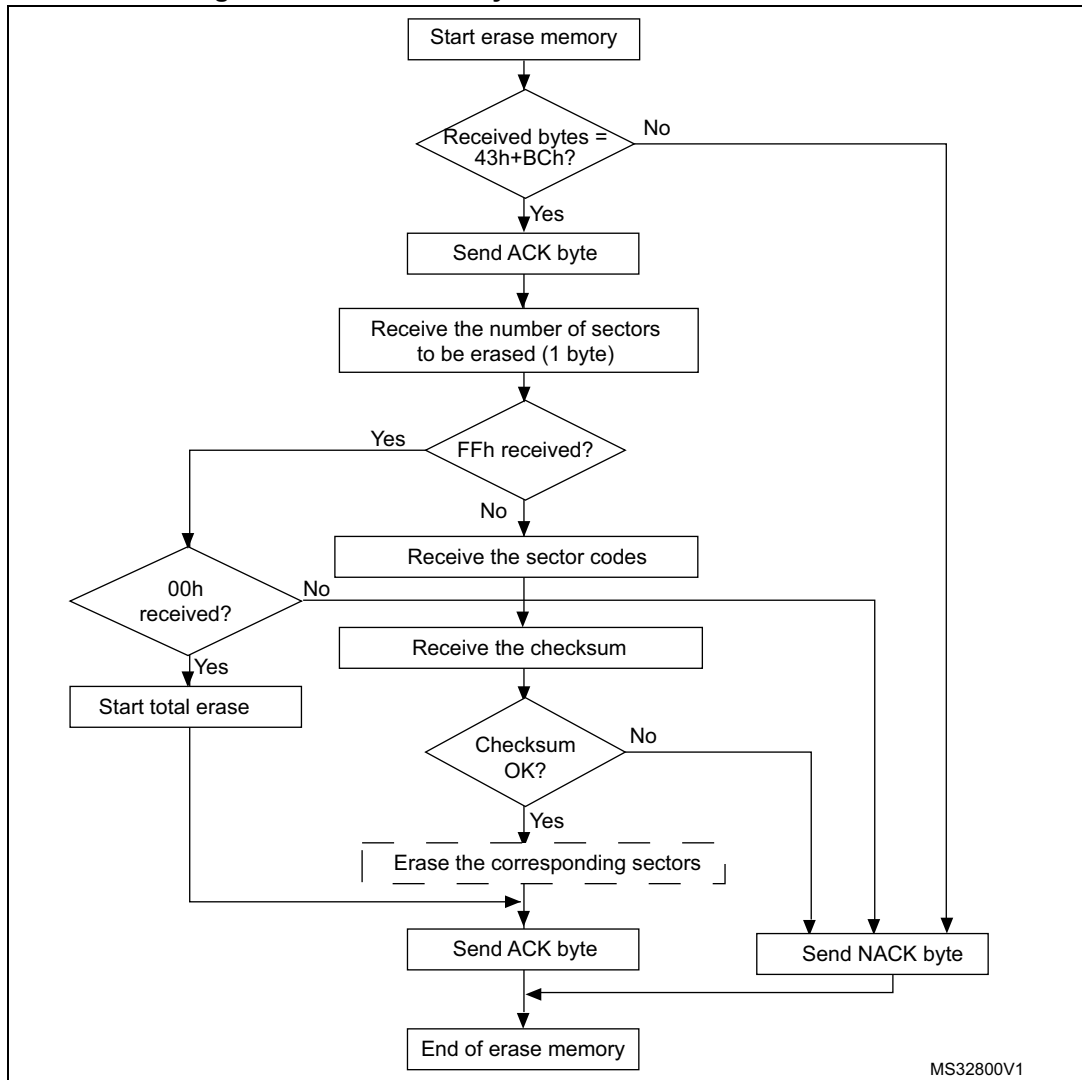 Start erase memory
Received bytes =
43h+BCh?
No
Yes
Send ACK byte
Receive the number of sectors
to be erased (1 byte)
Yes
FFh received?
No
Receive the sector codes
00h
received?
No
Receive the checksum
Yes
Start total erase
Checksum
OK?
No
Yes
Erase the corresponding sectors
Send ACK byte
Send NACK byte
End of erase memory
MS32800V1